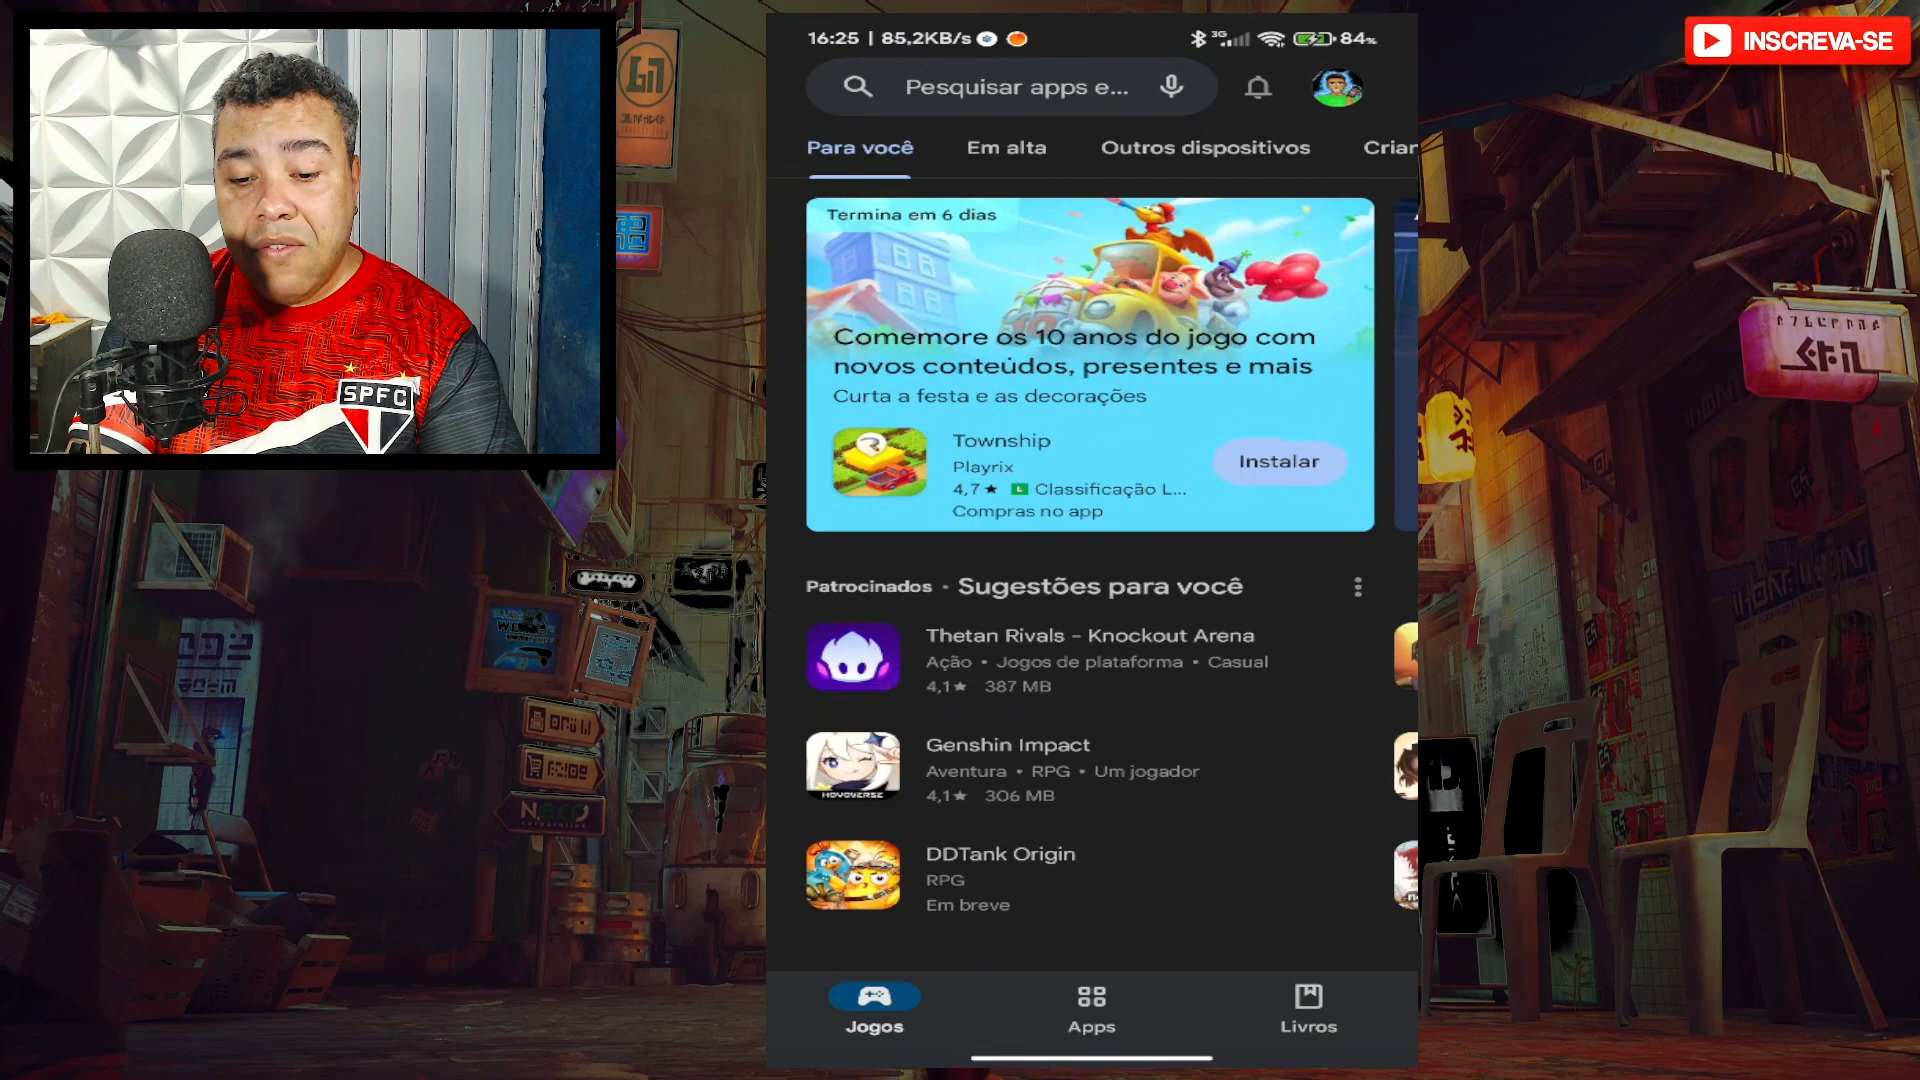 INSCREVA-SE
SPFC
16:25 | 85,2KB/s
3G
84%
Pesquisar apps e...
Para você
Em alta
Outros dispositivos
Crian
Termina em 6 dias
Comemore os 10 anos do jogo com
novos conteúdos, presentes e mais
Curta a festa e as decorações
Township
Playrix
4,7★ L Classificação L...
Compras no app
Instalar
Patrocinados • Sugestões para você
Thetan Rivals - Knockout Arena
Ação • Jogos de plataforma • Casual
4,1★ 387 MB
Genshin Impact
Aventura • RPG • Um jogador
4,1★ 306 MB
HOYOVERSE
DDTank Origin
RPG
Em breve
Jogos
Apps
Livros